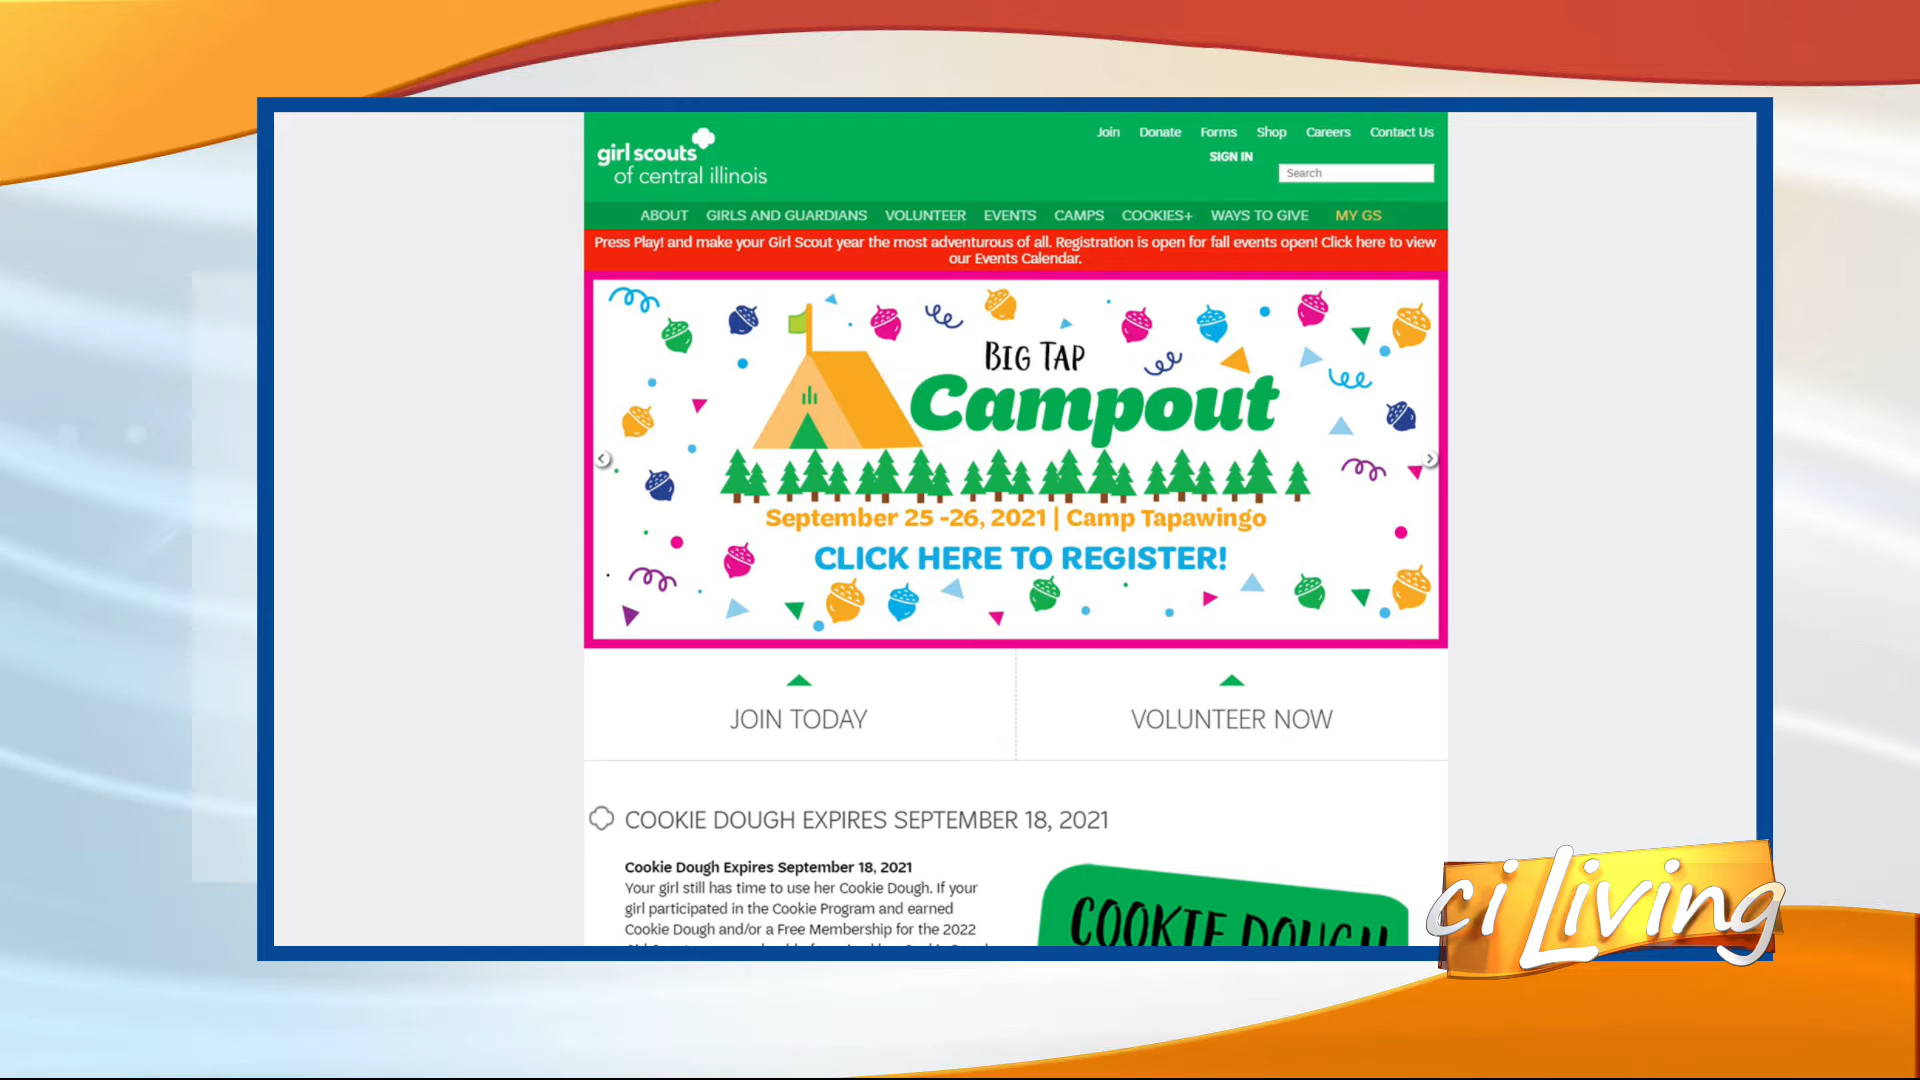 girl scouts
of central illinois
Join Donate Forms Shop Careers Contact Us
SIGN IN
Search
ABOUT GIRLS AND GUARDIANS VOLUNTEER EVENTS CAMPS COOKIES+ WAYS TO GIVE MY GS
Press Play! and make your Girl Scout year the most adventurous of all. Registration is open for fall events open! Click here to view
our Events Calendar.
BIG TAP
Campout
September 25 -26, 2021 | Camp Tapawingo
CLICK HERE TO REGISTER!
JOIN TODAY
VOLUNTEER NOW
COOKIE DOUGH EXPIRES SEPTEMBER 18, 2021
Cookie Dough Expires September 18, 2021
Your girl still has time to use her Cookie Dough. If your
girl participated in the Cookie Program and earned
Cookie Dough and/or a Free Membership for the 2022
COOKIE DOUGH
ci Living